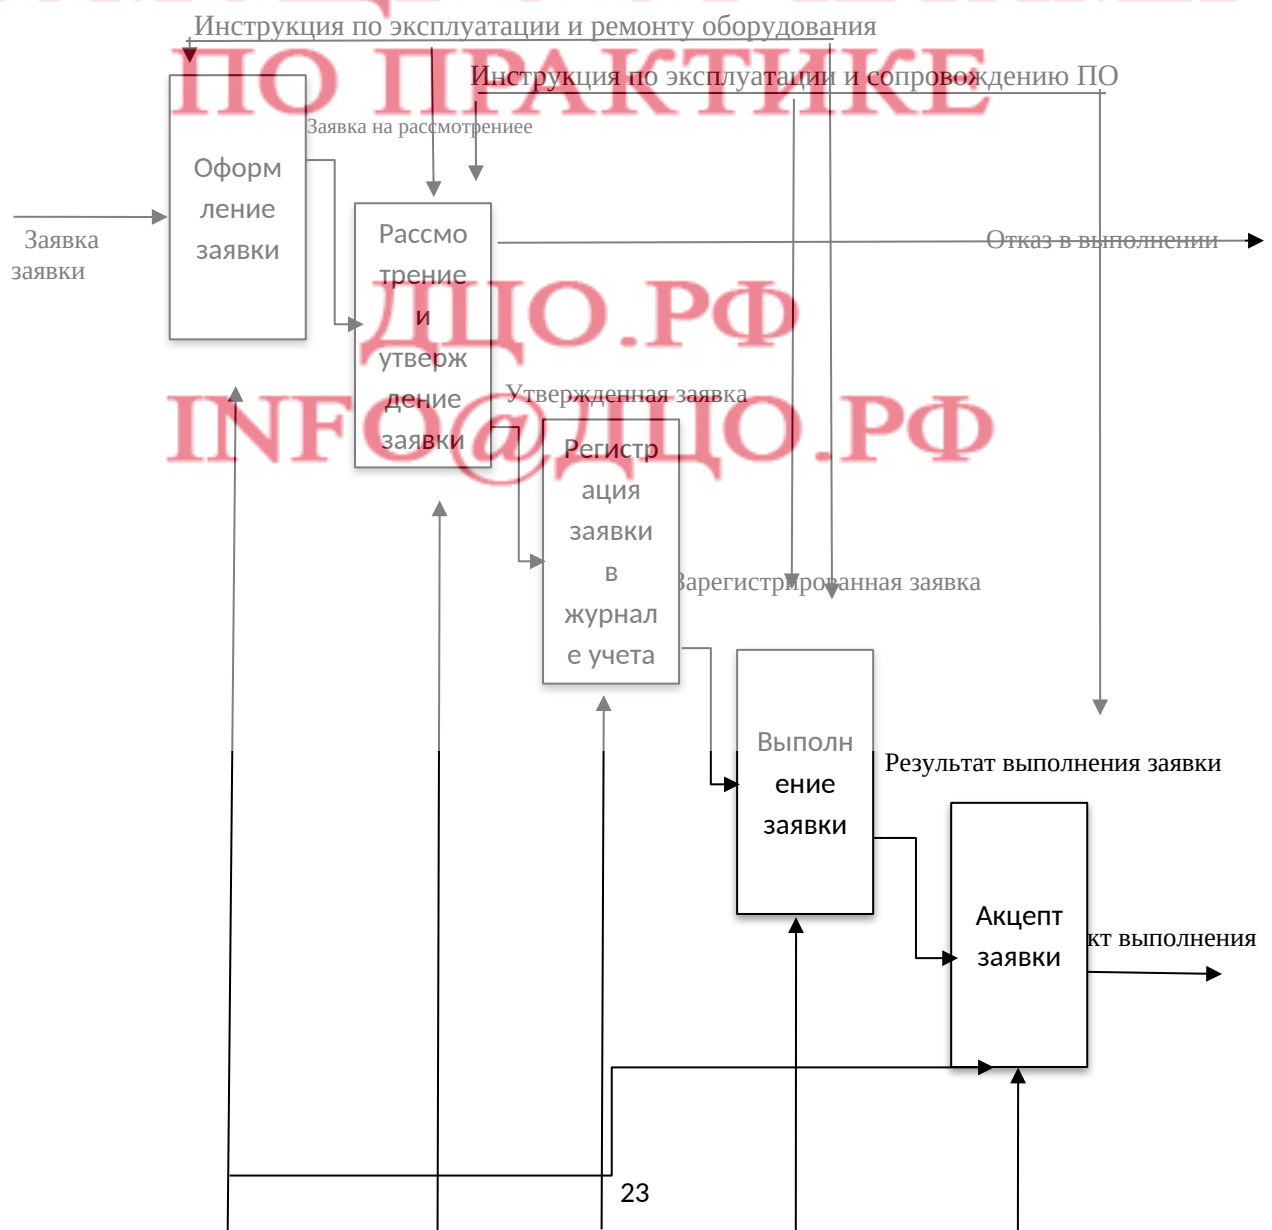 Инструкция по эксплуатации и ремонту оборудования
ПО ПРАКТИКЕ
Инструкция по эксплуатации и сопровождению ПО
Заявка на рассмотрениее
Оформ
ление
заявки
Заявка
заявки
Рассмо
трение
и
утверж
дение
заявки
Отказ в выполнении
ДЦО.РФ
INFO@ДЦО.РФ
Утвержденная заявка
Регистр
ация
заявки
в
журнал
е учета
Зарегистрированная заявка
Выполн
ение
заявки
Результат выполнения заявки
Акцепт
заявки
кт выполнения
23